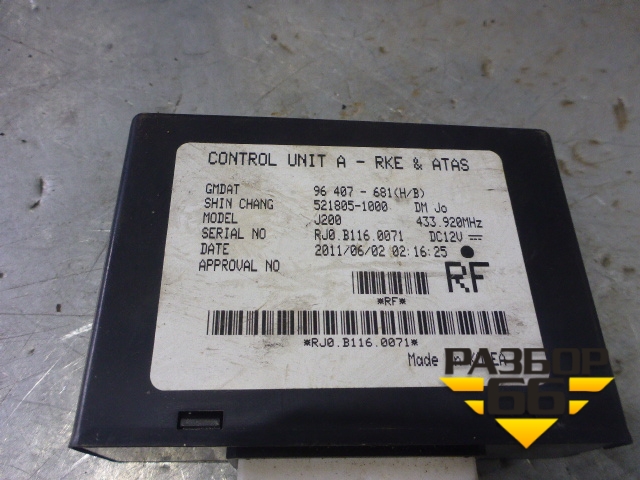 CONTROL UNIT A - RKE & ATAS
GMDAT 96 407 - 681(H/B)
SHIN CHANG 521805-1000 DM Jo
MODEL J200 433.920MHz
SERIAL NO RJ0.B116.0071 DC12V
DATE 2011/06/02 02:16:25
APPROVAL NO
RF
*RF*
*RJ0.B116.0071*
Made
РАЗБОР
66